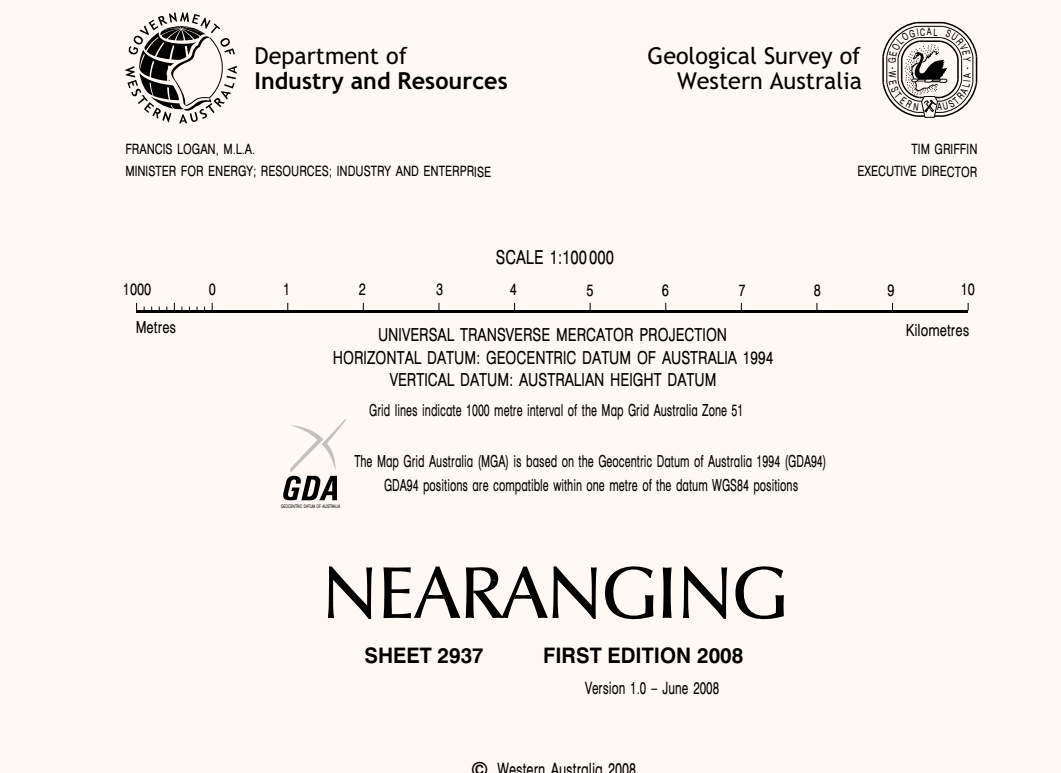 GOVERNMENT OF
WESTERN AUSTRALIA
Department of
Industry and Resources
Geological Survey of
Western Australia
GEOLOGICAL SURVEY
WESTERN AUSTRALIA
FRANCIS LOGAN, M.L.A.
MINISTER FOR ENERGY; RESOURCES; INDUSTRY AND ENTERPRISE
TIM GRIFFIN
EXECUTIVE DIRECTOR
SCALE 1:100 000
1000 0 1 2 3 4 5 6 7 8 9 10
Metres Kilometres
UNIVERSAL TRANSVERSE MERCATOR PROJECTION
HORIZONTAL DATUM: GEOCENTRIC DATUM OF AUSTRALIA 1994
VERTICAL DATUM: AUSTRALIAN HEIGHT DATUM
Grid lines indicate 1000 metre interval of the Map Grid Australia Zone 51
GDA
GEOCENTRIC DATUM OF AUSTRALIA
The Map Grid Australia (MGA) is based on the Geocentric Datum of Australia 1994 (GDA94)
GDA94 positions are compatible within one metre of the datum WGS84 positions
NEARANGING
SHEET 2937 FIRST EDITION 2008
Version 1.0 – June 2008
© Western Australia 2008